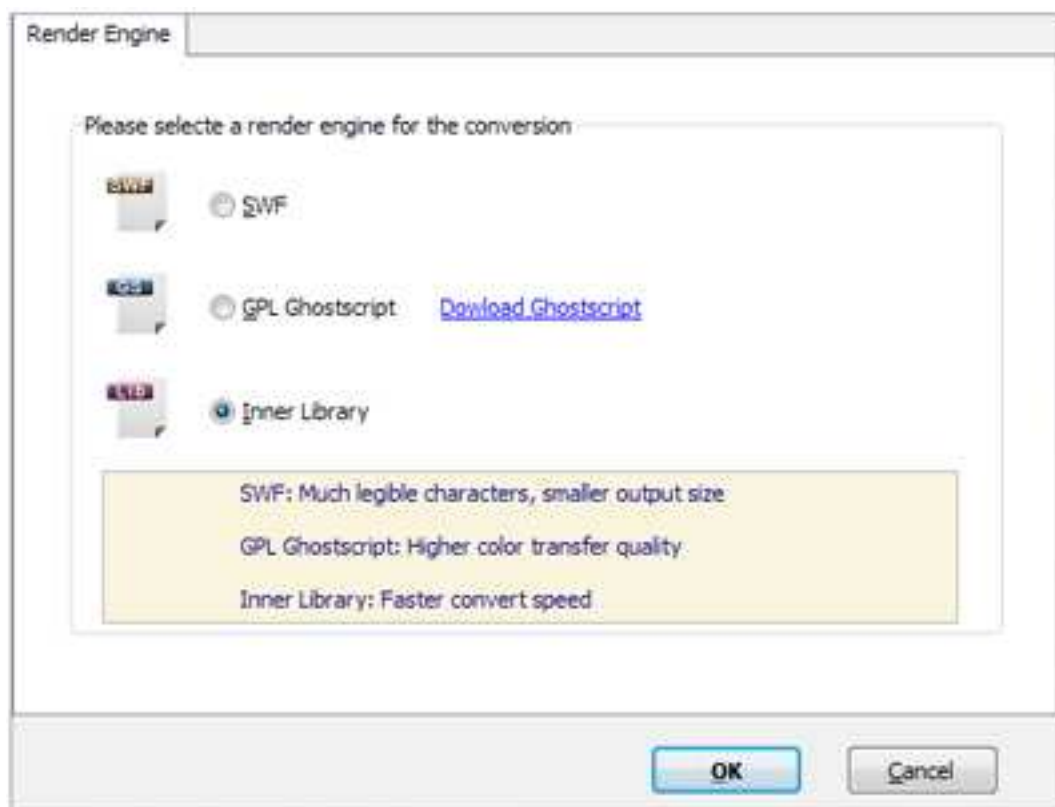 Render Engine
Please selecte a render engine for the conversion
SWF
SWF
GS
GPL Ghostscript Dowload Ghostscript
Lib
Inner Library
SWF: Much legible characters, smaller output size
GPL Ghostscript: Higher color transfer quality
Inner Library: Faster convert speed
OK Cancel